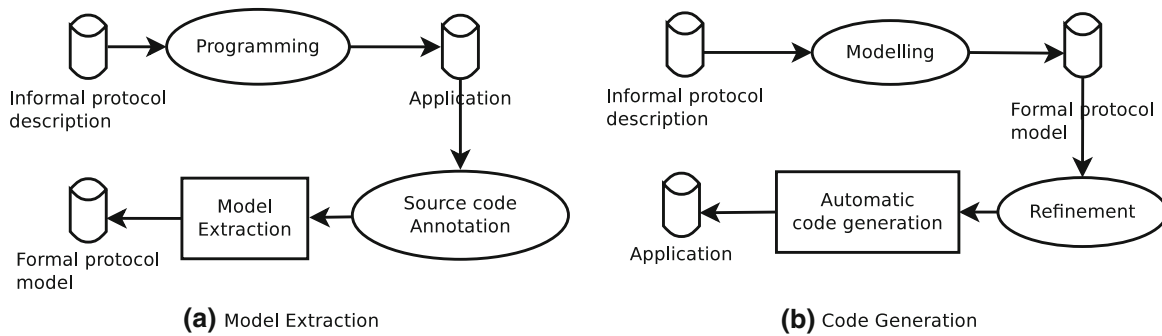 Programming
Informal protocol
description
Application
Model
Extraction
Source code
Annotation
Formal protocol
model
(a) Model Extraction
Modelling
Informal protocol
description
Formal protocol
model
Automatic
code generation
Refinement
Application
(b) Code Generation